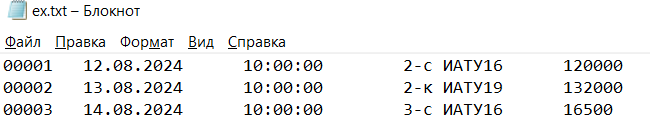 ex.txt – Блокнот
Файл Правка Формат Вид Справка
00001 12.08.2024 10:00:00 2-с ИАТУ16 120000
00002 13.08.2024 10:00:00 2-к ИАТУ19 132000
00003 14.08.2024 10:00:00 3-с ИАТУ16 16500